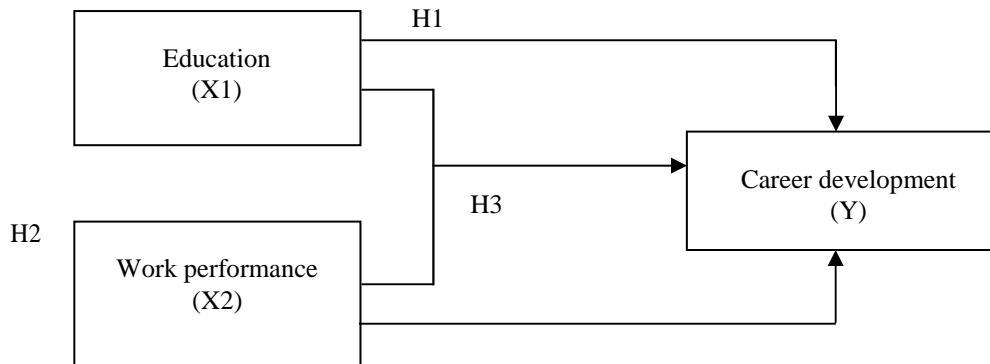 H1
Education
(X1)
Career development
(Y)
H3
H2
Work performance
(X2)